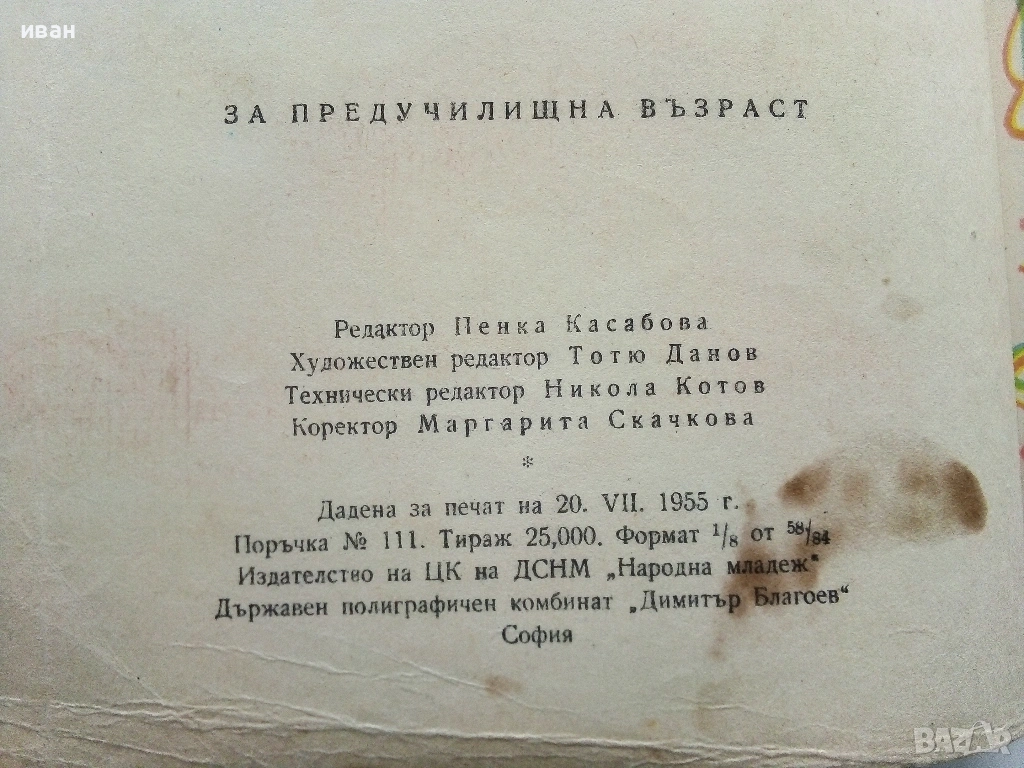 иван
ЗА ПРЕДУЧИЛИЩНА ВЪЗРАСТ
Редактор Пенка Касабова
Художествен редактор Тотю Данов
Технически редактор Никола Котов
Коректор Маргарита Скачкова
*
Дадена за печат на 20. VII. 1955 г.
Поръчка № 111. Тираж 25,000. Формат 1/8 от 58/84
Издателство на ЦК на ДСНМ „Народна младеж“
Държавен полиграфичен комбинат „Димитър Благоев“
София
BAZAR